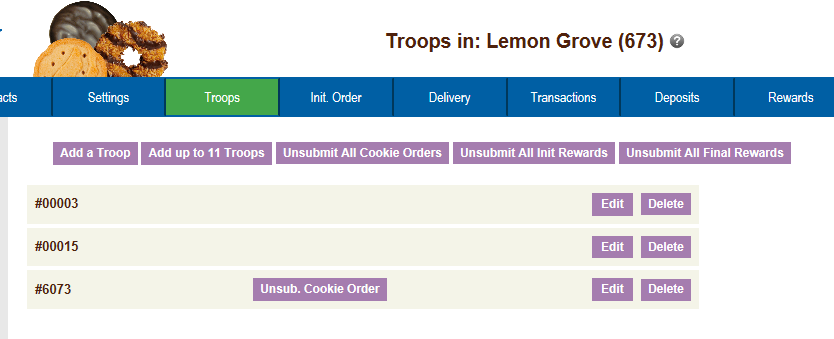 Troops in: Lemon Grove (673) ?
acts Settings Troops Init. Order Delivery Transactions Deposits Rewards
Add a Troop Add up to 11 Troops Unsubmit All Cookie Orders Unsubmit All Init Rewards Unsubmit All Final Rewards
#00003 Edit Delete
#00015 Edit Delete
#6073 Unsub. Cookie Order Edit Delete